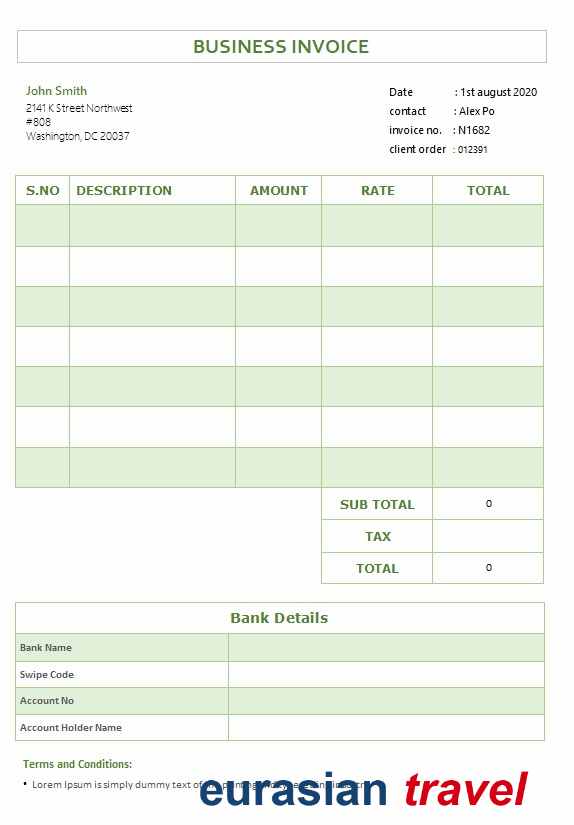 BUSINESS INVOICE
John Smith
2141 K Street Northwest
#808
Washington, DC 20037
Date : 1st august 2020
contact : Alex Po
invoice no. : N1682
client order : 012391
S.NO DESCRIPTION AMOUNT RATE TOTAL
SUB TOTAL 0
TAX
TOTAL 0
Bank Details
Bank Name
Swipe Code
Account No
Account Holder Name
Terms and Conditions:
• Lorem Ipsum is simply dummy text of
eurasian travel